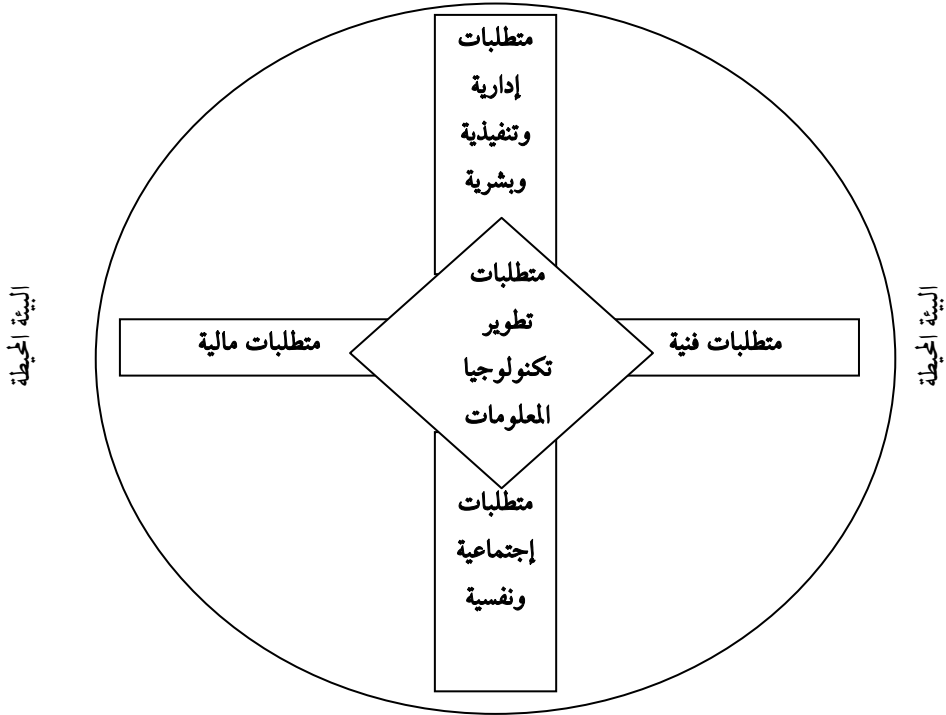 متطلبات
إدارية
وتنفيذية
وبشرية
البيئة المحيطة
متطلبات فنية
متطلبات
تطوير
تكنولوجيا
المعلومات
متطلبات مالية
البيئة المحيطة
متطلبات
إجتماعية
ونفسية